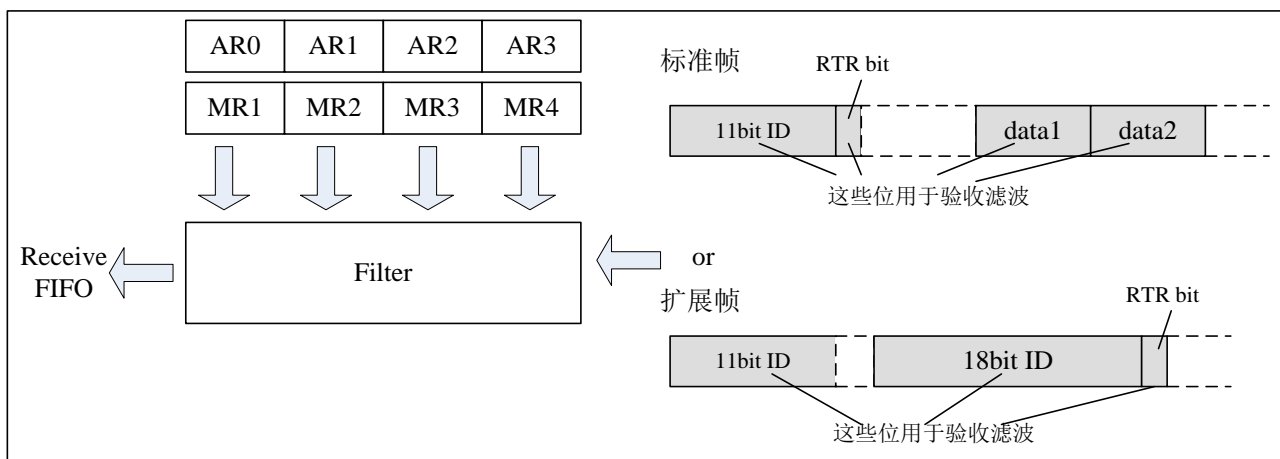 AR0 AR1 AR2 AR3
MR1 MR2 MR3 MR4
Filter
Receive
FIFO
or
标准帧
RTR bit
11bit ID
data1 data2
这些位用于验收滤波
扩展帧
RTR bit
11bit ID
18bit ID
这些位用于验收滤波